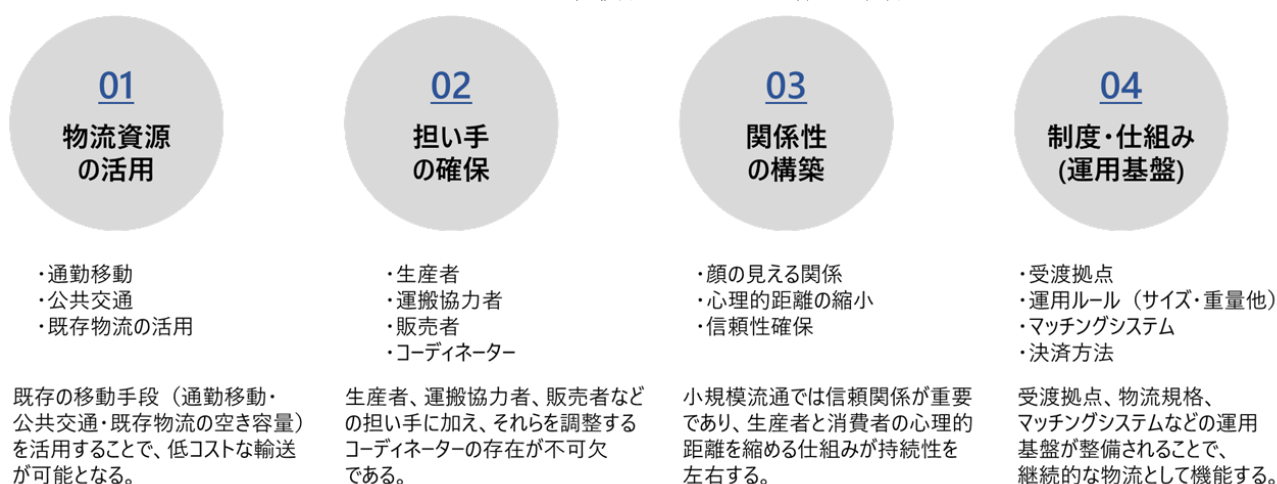 01
物流資源
の活用
・通勤移動
・公共交通
・既存物流の活用
既存の移動手段（通勤移動・
公共交通・既存物流の空き容量）
を活用することで、低コストな輸送
が可能となる。
02
担い手
の確保
・生産者
・運搬協力者
・販売者
・コーディネーター
生産者、運搬協力者、販売者など
の担い手に加え、それらを調整する
コーディネーターの存在が不可欠
である。
03
関係性
の構築
・顔の見える関係
・心理的距離の縮小
・信頼性確保
小規模流通では信頼関係が重要
であり、生産者と消費者の心理的
距離を縮める仕組みが持続性を
左右する。
04
制度・仕組み
(運用基盤)
・受渡拠点
・運用ルール（サイズ・重量他）
・マッチングシステム
・決済方法
受渡拠点、物流規格、
マッチングシステムなどの運用
基盤が整備されることで、
継続的な物流として機能する。